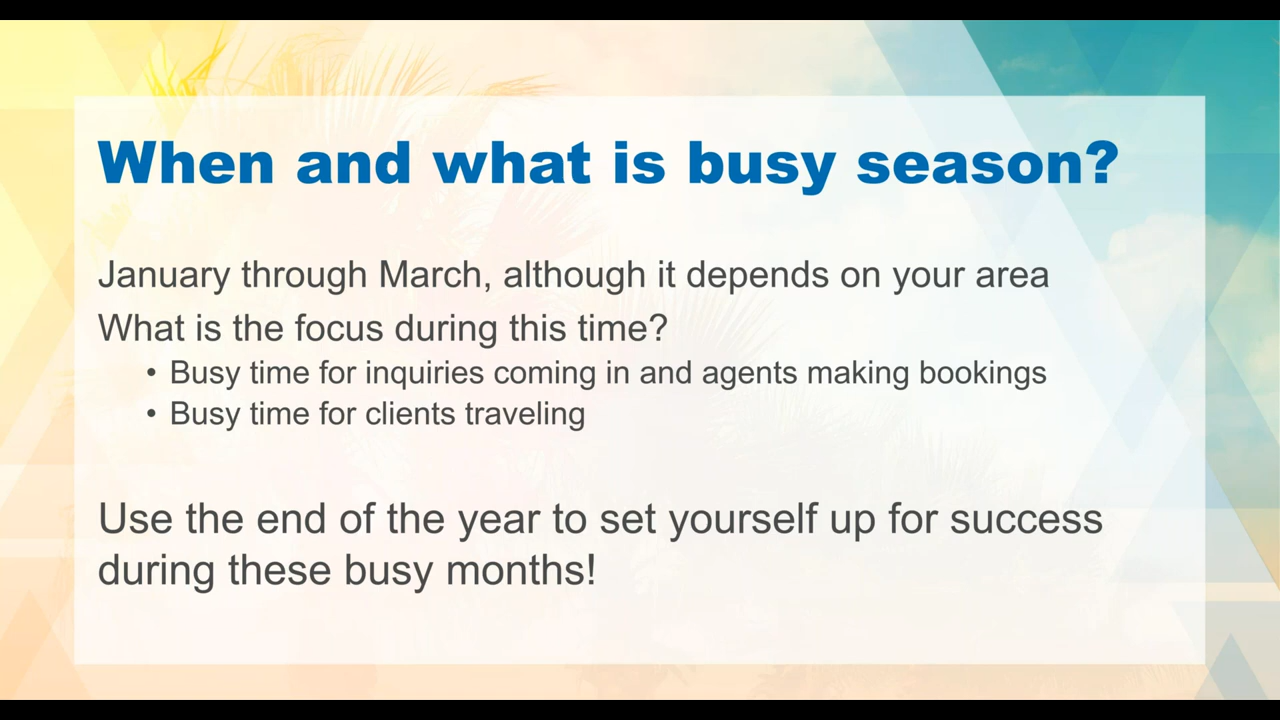 When and what is busy season?
January through March, although it depends on your area
What is the focus during this time?
• Busy time for inquiries coming in and agents making bookings
• Busy time for clients traveling
Use the end of the year to set yourself up for success
during these busy months!